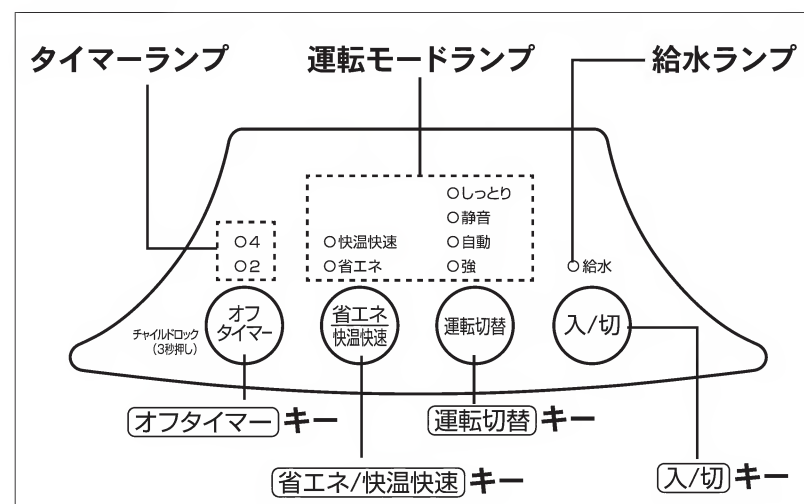 タイマーランプ
運転モードランプ
給水ランプ
しっとり
静音
4
快温快速
自動
2
省エネ
強
給水
チャイルドロック
(3秒押し)
オフ
タイマー
省エネ
快温快速
運転切替
入/切
オフタイマー キー
運転切替 キー
省エネ/快温快速 キー
入/切 キー